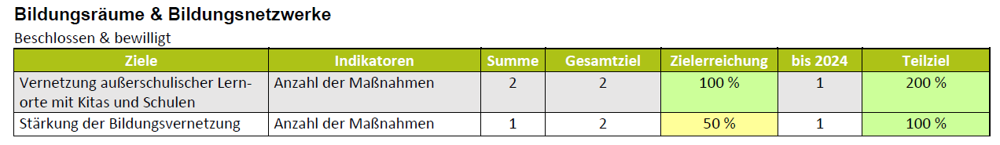 Bildungsräume & Bildungsnetzwerke
Beschlossen & bewilligt
Ziele Indikatoren Summe Gesamtziel Zielerreichung bis 2024 Teilziel
Vernetzung außerschulischer Lern- Anzahl der Maßnahmen 2 2 100 % 1 200 %
orte mit Kitas und Schulen
Stärkung der Bildungsvernetzung Anzahl der Maßnahmen 1 2 50 % 1 100 %